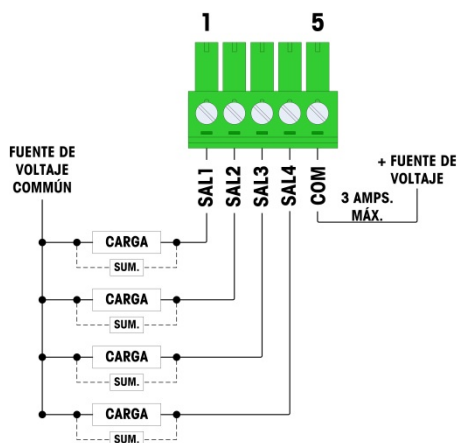 1 5
FUENTE DE
VOLTAJE
COMMÚN
SAL1
SAL2
SAL3
SAL4
COM
+ FUENTE DE
VOLTAJE
3 AMPS.
MÁX.
CARGA
SUM.
CARGA
SUM.
CARGA
SUM.
CARGA
SUM.